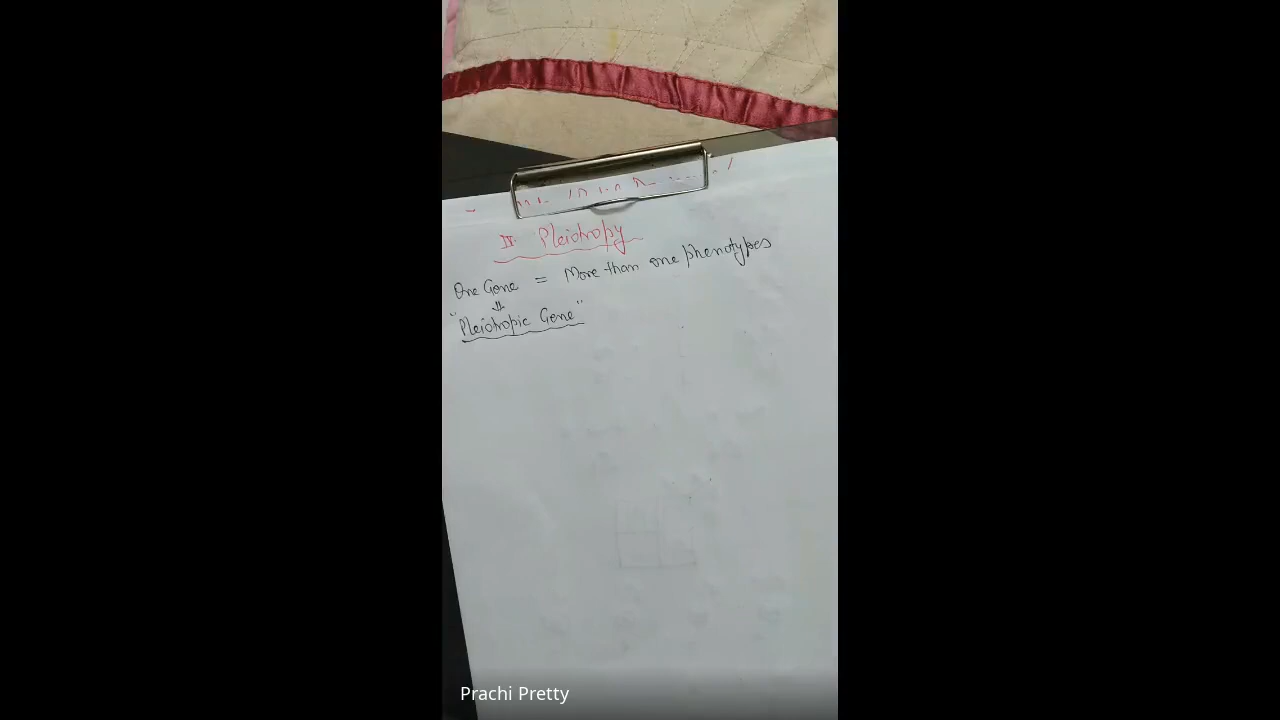 IV. Pleiotropy
One Gene = More than one phenotypes
⇓
"Pleiotropic Gene"
Prachi Pretty